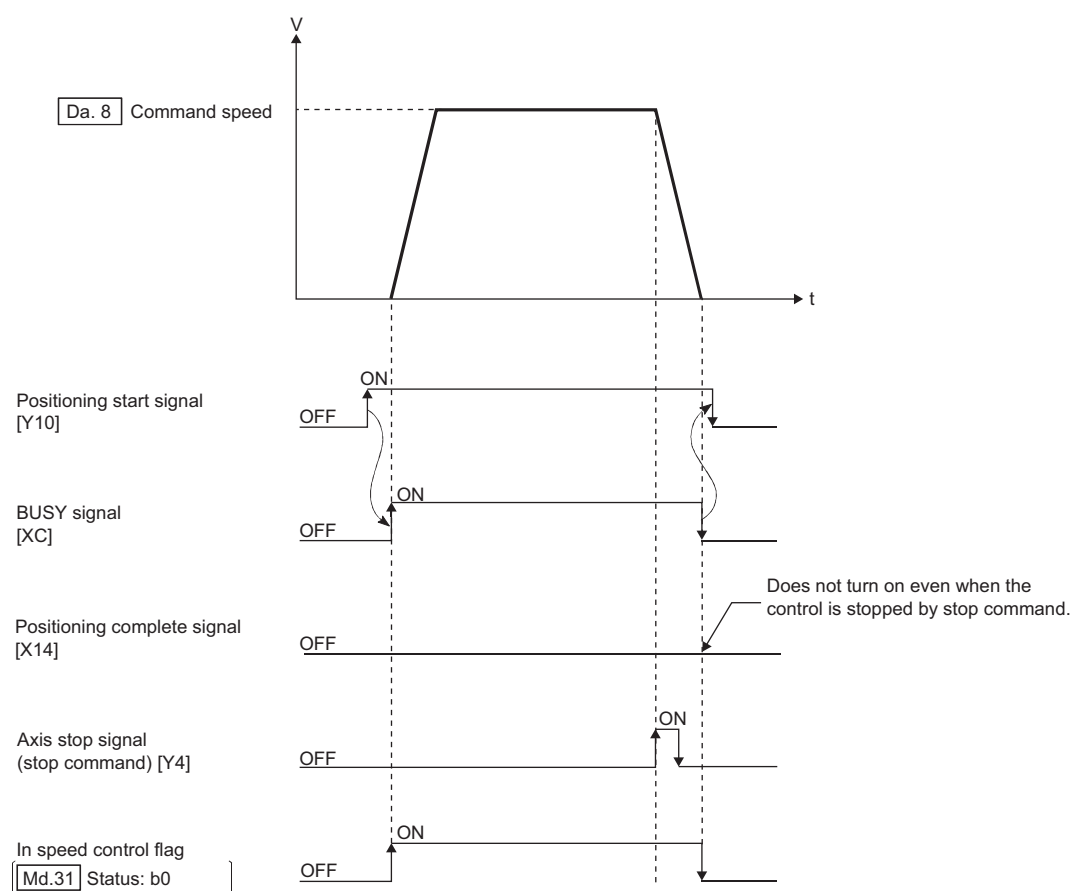 V
Da. 8 Command speed
t
ON
Positioning start signal
[Y10]
OFF
ON
BUSY signal
[XC]
OFF
Does not turn on even when the
control is stopped by stop command.
Positioning complete signal
[X14]
OFF
ON
Axis stop signal
(stop command) [Y4]
OFF
ON
In speed control flag
Md.31 Status: b0
OFF